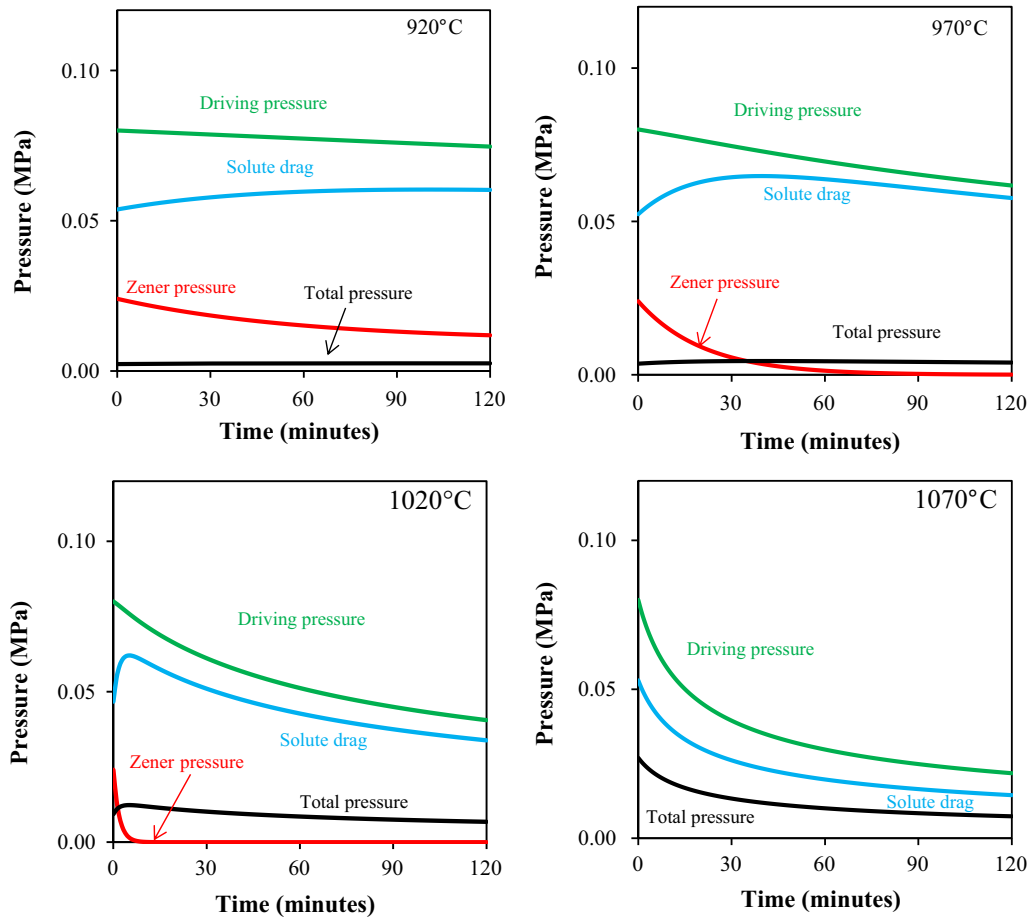 920°C
0.10
Driving pressure
Solute drag
0.05
Zener pressure
Total pressure
0.00
0 30 60 90 120
Time (minutes)
Pressure (MPa)
970°C
0.10
Driving pressure
Solute drag
0.05
Zener pressure
Total pressure
0.00
0 30 60 90 120
Time (minutes)
Pressure (MPa)
1020°C
0.10
Driving pressure
0.05
Solute drag
Zener pressure
Total pressure
0.00
0 30 60 90 120
Time (minutes)
Pressure (MPa)
1070°C
0.10
Driving pressure
0.05
Solute drag
Total pressure
0.00
0 30 60 90 120
Time (minutes)
Pressure (MPa)